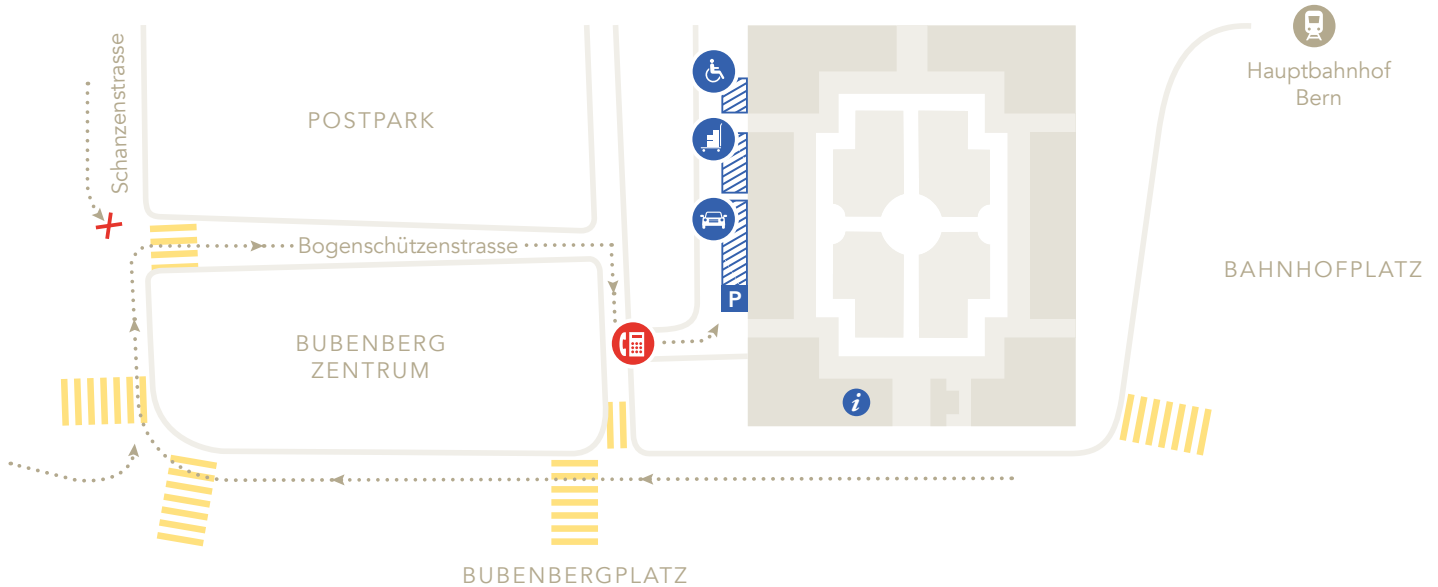 Schanzenstrasse
POSTPARK
Hauptbahnhof
Bern
Bogenschützenstrasse
BAHNHOFPLATZ
P
BUBENBERG
ZENTRUM
i
BUBENBERGPLATZ